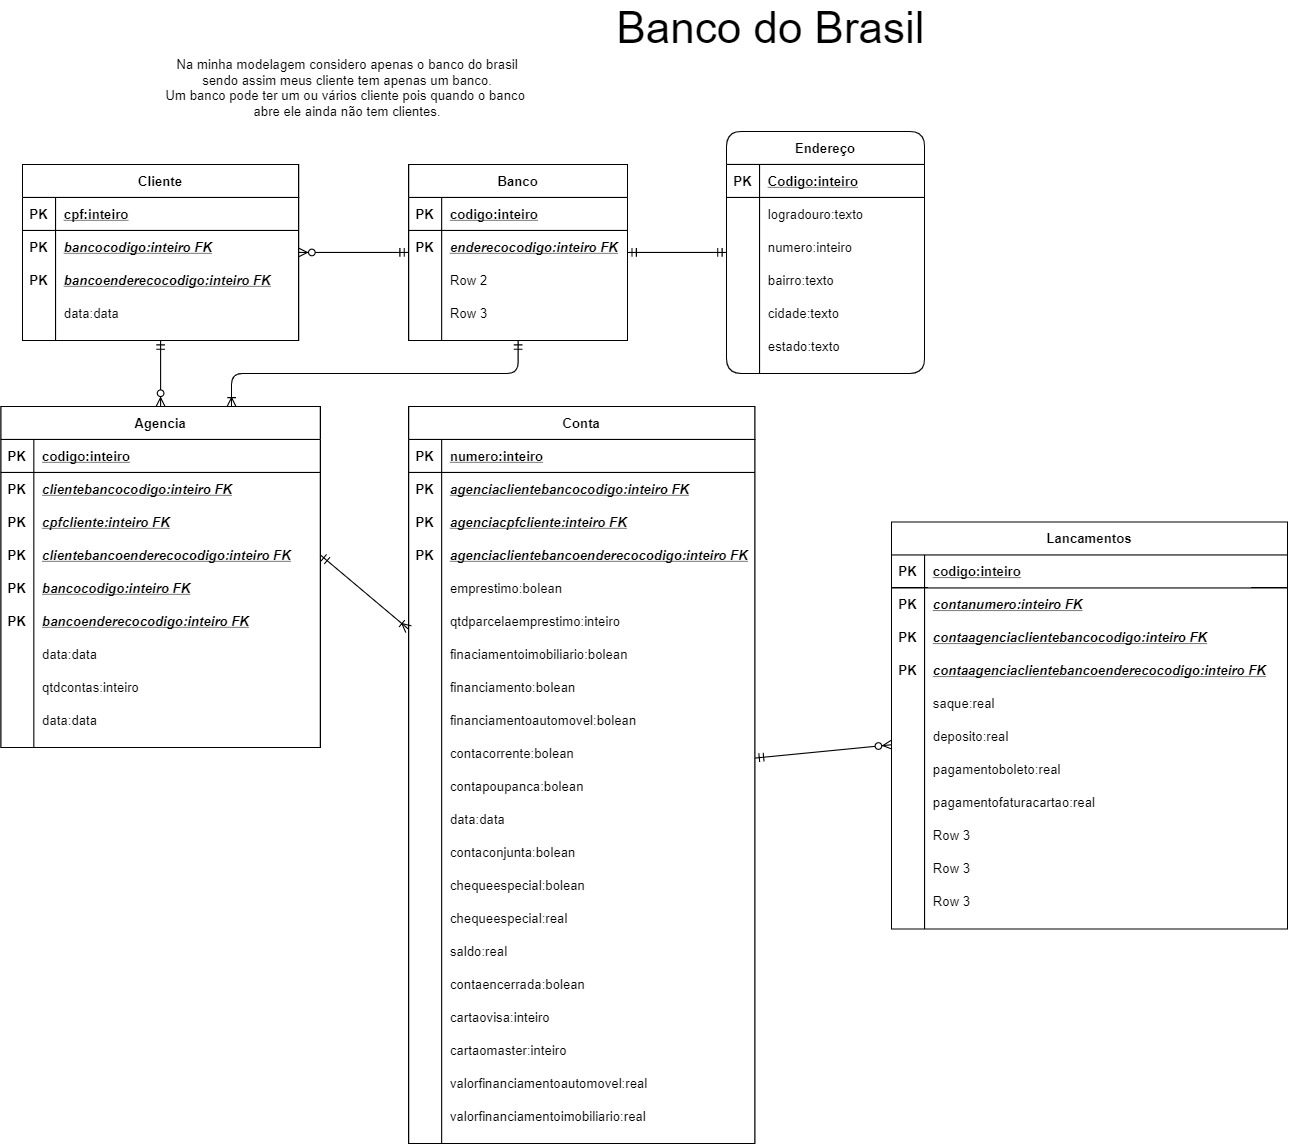 Banco do Brasil
Na minha modelagem considero apenas o banco do brasil
sendo assim meus cliente tem apenas um banco.
Um banco pode ter um ou vários cliente pois quando o banco
abre ele ainda não tem clientes.
Cliente
PK cpf:inteiro
PK bancocodigo:inteiro FK
PK bancoenderecocodigo:inteiro FK
data:data
Banco
PK codigo:inteiro
PK enderecocodigo:inteiro FK
Row 2
Row 3
Endereço
PK Codigo:inteiro
logradouro:texto
numero:inteiro
bairro:texto
cidade:texto
estado:texto
Agencia
PK codigo:inteiro
PK clientebancocodigo:inteiro FK
PK cpfcliente:inteiro FK
PK clientebancoenderecocodigo:inteiro FK
PK bancocodigo:inteiro FK
PK bancoenderecocodigo:inteiro FK
data:data
qtdcontas:inteiro
data:data
Conta
PK numero:inteiro
PK agenciaclientebancocodigo:inteiro FK
PK agenciacpfcliente:inteiro FK
PK agenciaclientebancoenderecocodigo:inteiro FK
emprestimo:bolean
qtdparcelaemprestimo:inteiro
finaciamentoimobiliario:bolean
financiamento:bolean
financiamentoautomovel:bolean
contacorrente:bolean
contapoupanca:bolean
data:data
contaconjunta:bolean
chequeespecial:bolean
chequeespecial:real
saldo:real
contaencerrada:bolean
cartaovisa:inteiro
cartaomaster:inteiro
valorfinanciamentoautomovel:real
valorfinanciamentoimobiliario:real
Lancamentos
PK codigo:inteiro
PK contanumero:inteiro FK
PK contaagenciaclientebancocodigo:inteiro FK
PK contaagenciaclientebancoenderecocodigo:inteiro FK
saque:real
deposito:real
pagamentoboleto:real
pagamentofaturacartao:real
Row 3
Row 3
Row 3